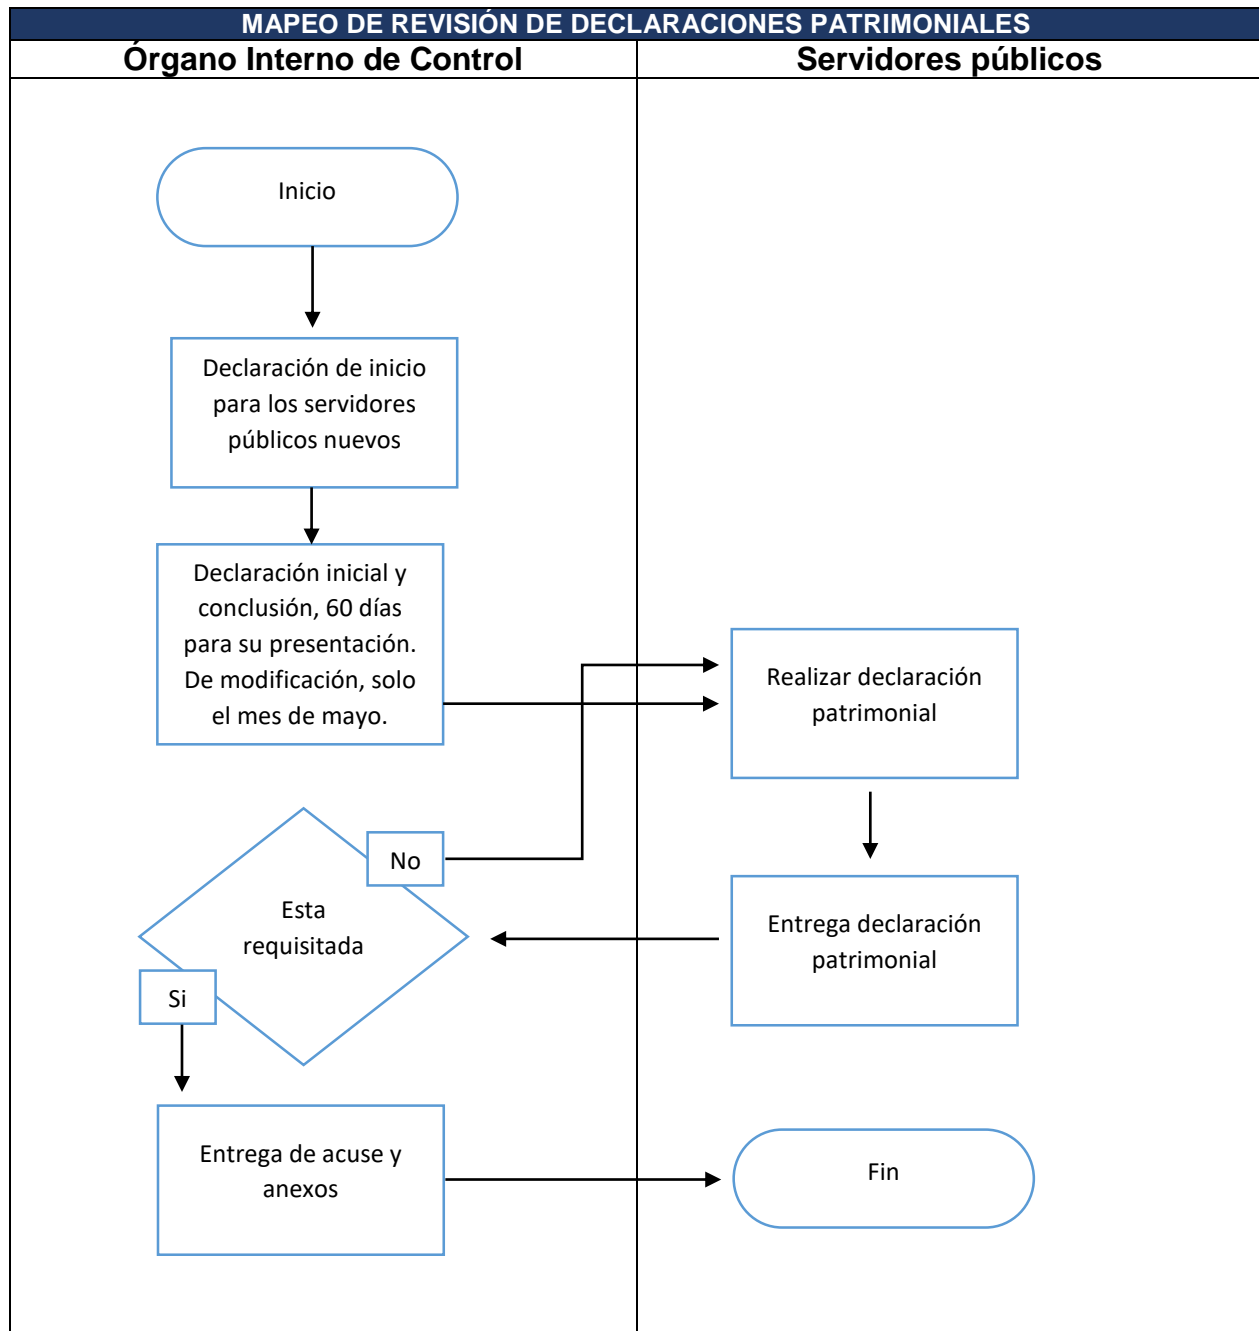 MAPEO DE REVISIÓN DE DECLARACIONES PATRIMONIALES
Órgano Interno de Control
Servidores públicos
Inicio
Declaración de inicio
para los servidores
públicos nuevos
Declaración inicial y
conclusión, 60 días
para su presentación.
De modificación, solo
el mes de mayo.
Realizar declaración
patrimonial
No
Esta
requisitada
Entrega declaración
patrimonial
Si
Entrega de acuse y
anexos
Fin